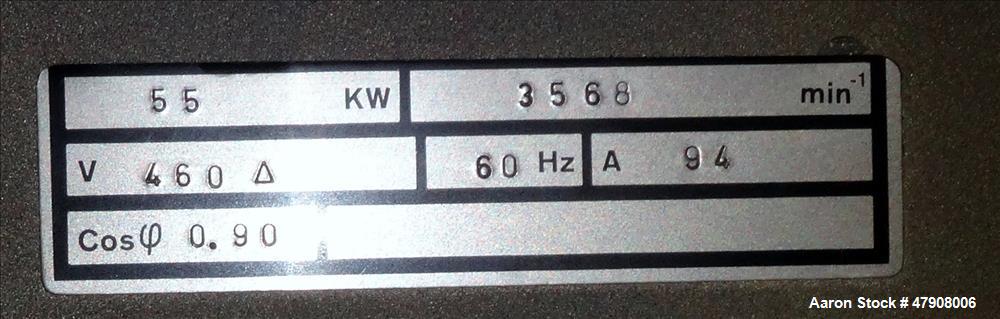 55 KW 3568 min⁻¹
V 460 Δ 60 Hz A 94
Cosφ 0.90
Aaron Stock # 47908006